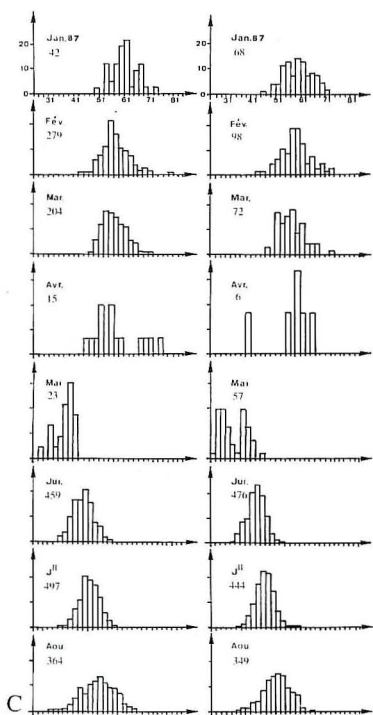 Jan.87
42
20
10
0
31 41 51 61 71 81
Jan.87
68
20
10
0
31 41 51 61 71 81
Fév.
279
Fév.
98
Mar.
204
Mar.
72
Avr.
15
Avr.
6
Mai
23
Mai
57
Jui.
459
Jui.
476
Jll
497
Jll
444
Aou
364
Aou
349
C